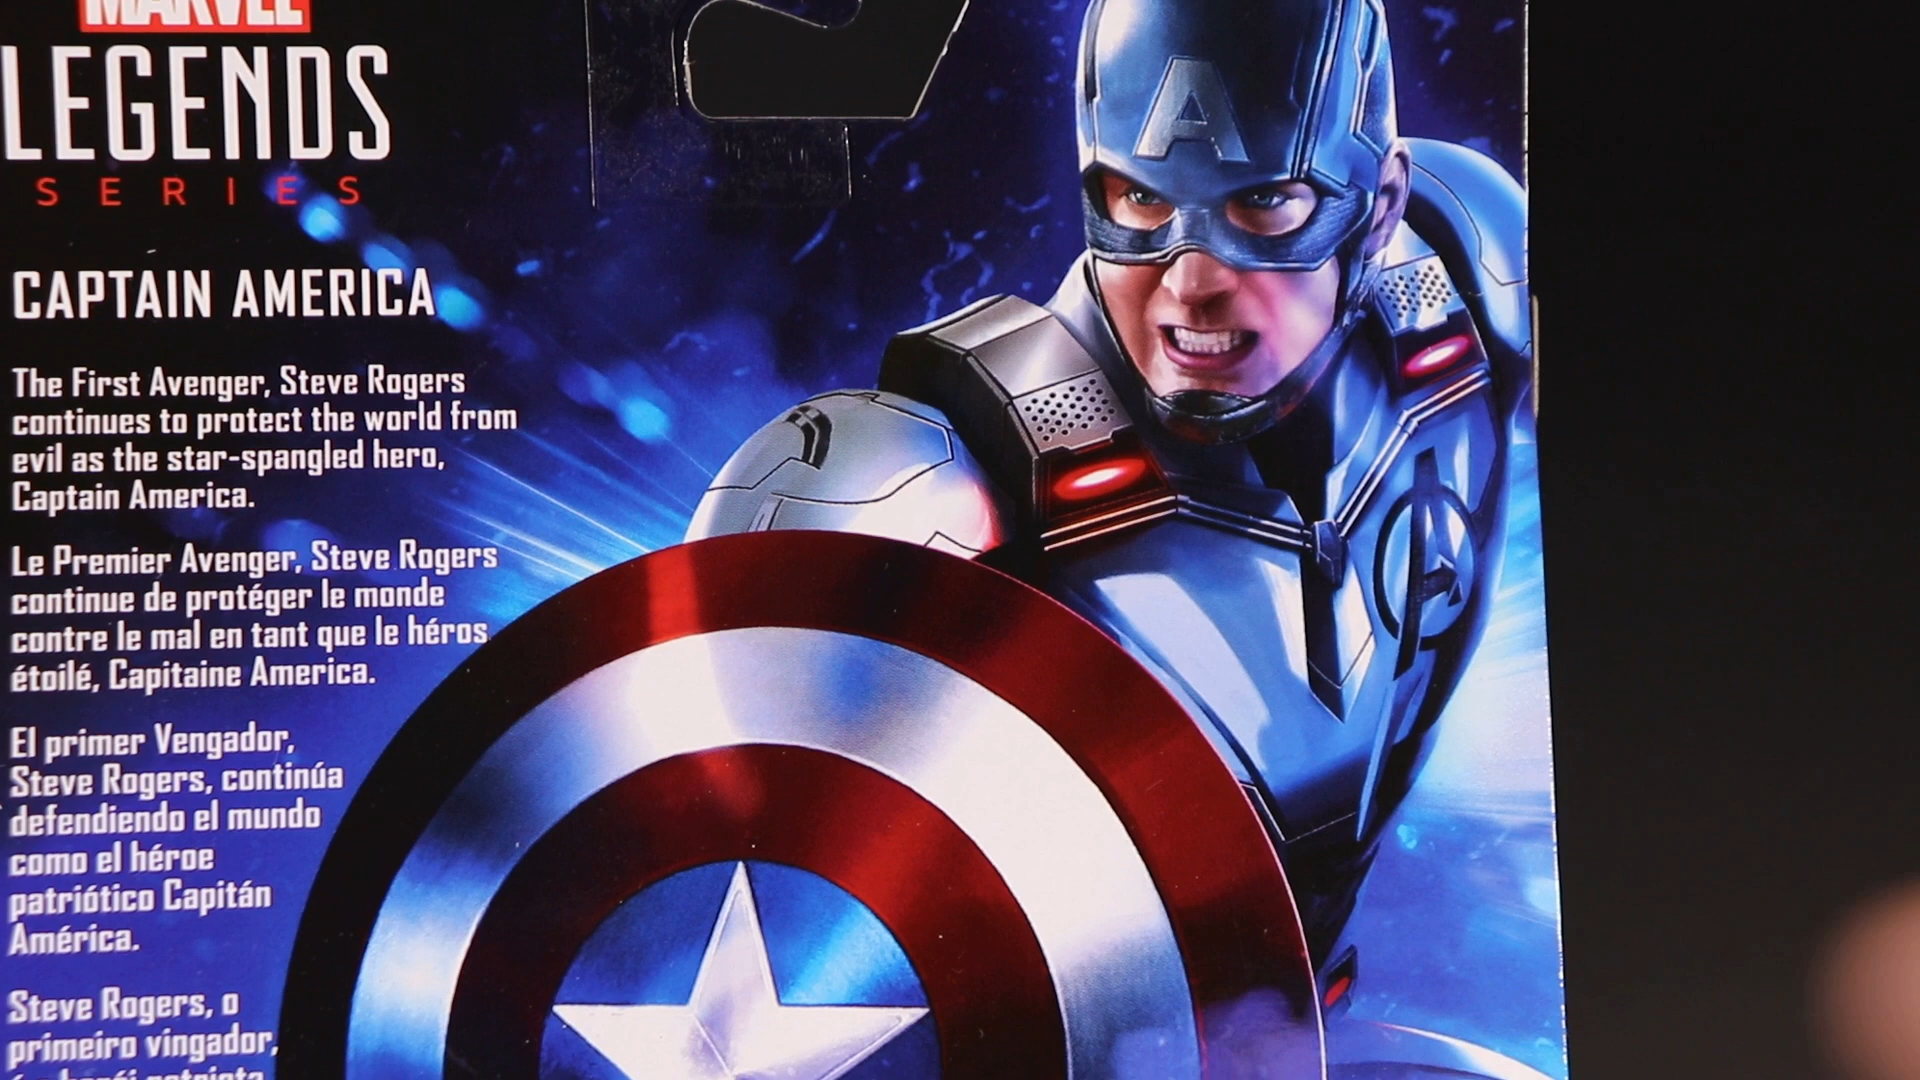 MARVEL
LEGENDS
SERIES
CAPTAIN AMERICA
The First Avenger, Steve Rogers
continues to protect the world from
evil as the star-spangled hero,
Captain America.
Le Premier Avenger, Steve Rogers
continue de protéger le monde
contre le mal en tant que le héros
étoilé, Capitaine America.
El primer Vengador,
Steve Rogers, continúa
defendiendo el mundo
como el héroe
patriótico Capitán
América.
Steve Rogers, o
primeiro vingador,
A
A